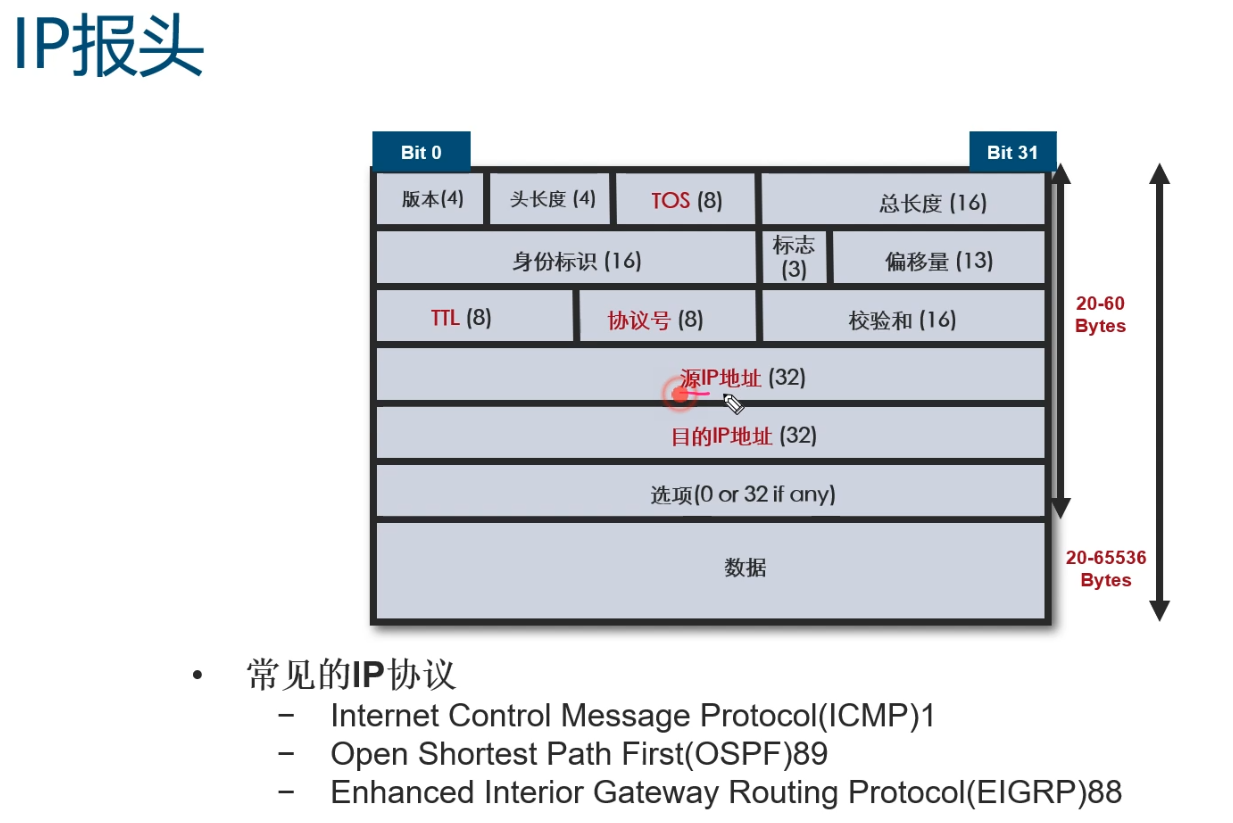 IP报头
Bit 0
Bit 31
版本(4)
头长度 (4)
TOS (8)
总长度 (16)
身份标识 (16)
标志
(3)
偏移量 (13)
TTL (8)
协议号 (8)
校验和 (16)
20-60
Bytes
源IP地址 (32)
目的IP地址 (32)
选项(0 or 32 if any)
数据
20-65536
Bytes
• 常见的IP协议
– Internet Control Message Protocol(ICMP)1
– Open Shortest Path First(OSPF)89
– Enhanced Interior Gateway Routing Protocol(EIGRP)88